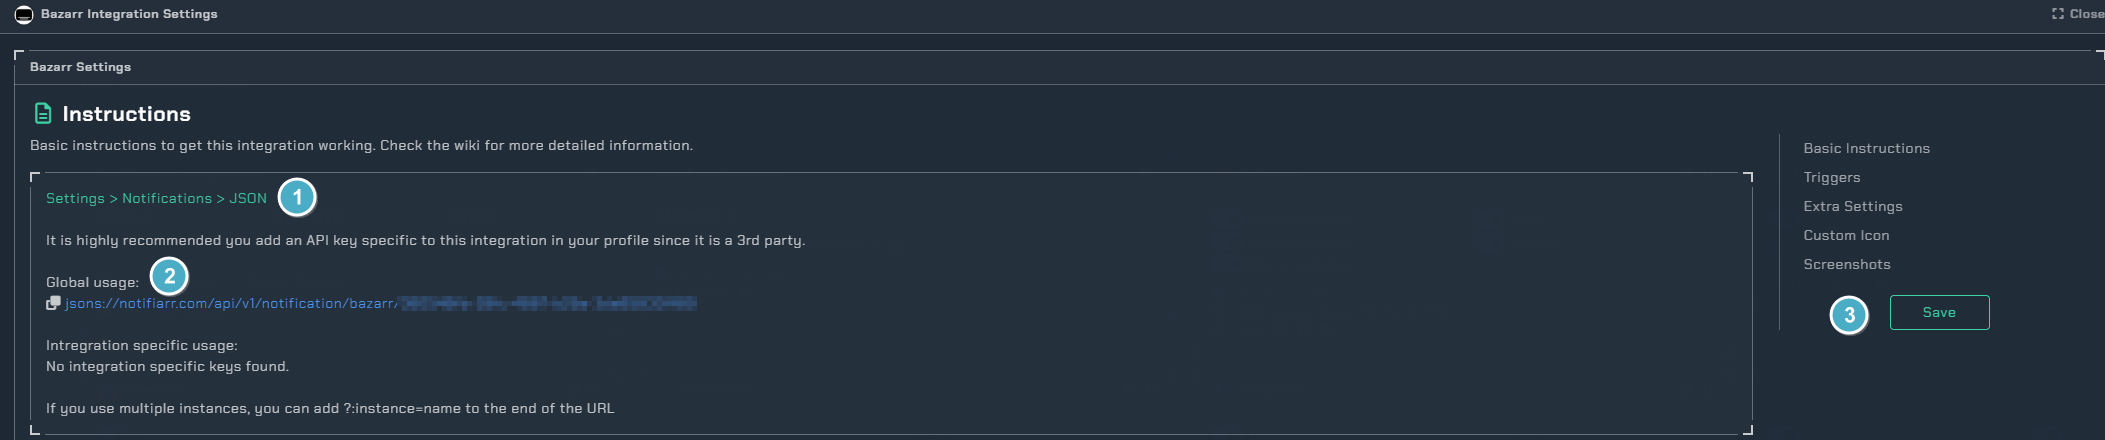 Bazarr Integration Settings
Close
Bazarr Settings
Instructions
Basic instructions to get this integration working. Check the wiki for more detailed information.
Settings > Notifications > JSON
1
It is highly recommended you add an API key specific to this integration in your profile since it is a 3rd party.
Global usage:
2
jsons://notifiarr.com/api/v1/notification/bazarr/
Intregration specific usage:
No integration specific keys found.
If you use multiple instances, you can add ?:instance=name to the end of the URL
Basic Instructions
Triggers
Extra Settings
Custom Icon
Screenshots
3
Save